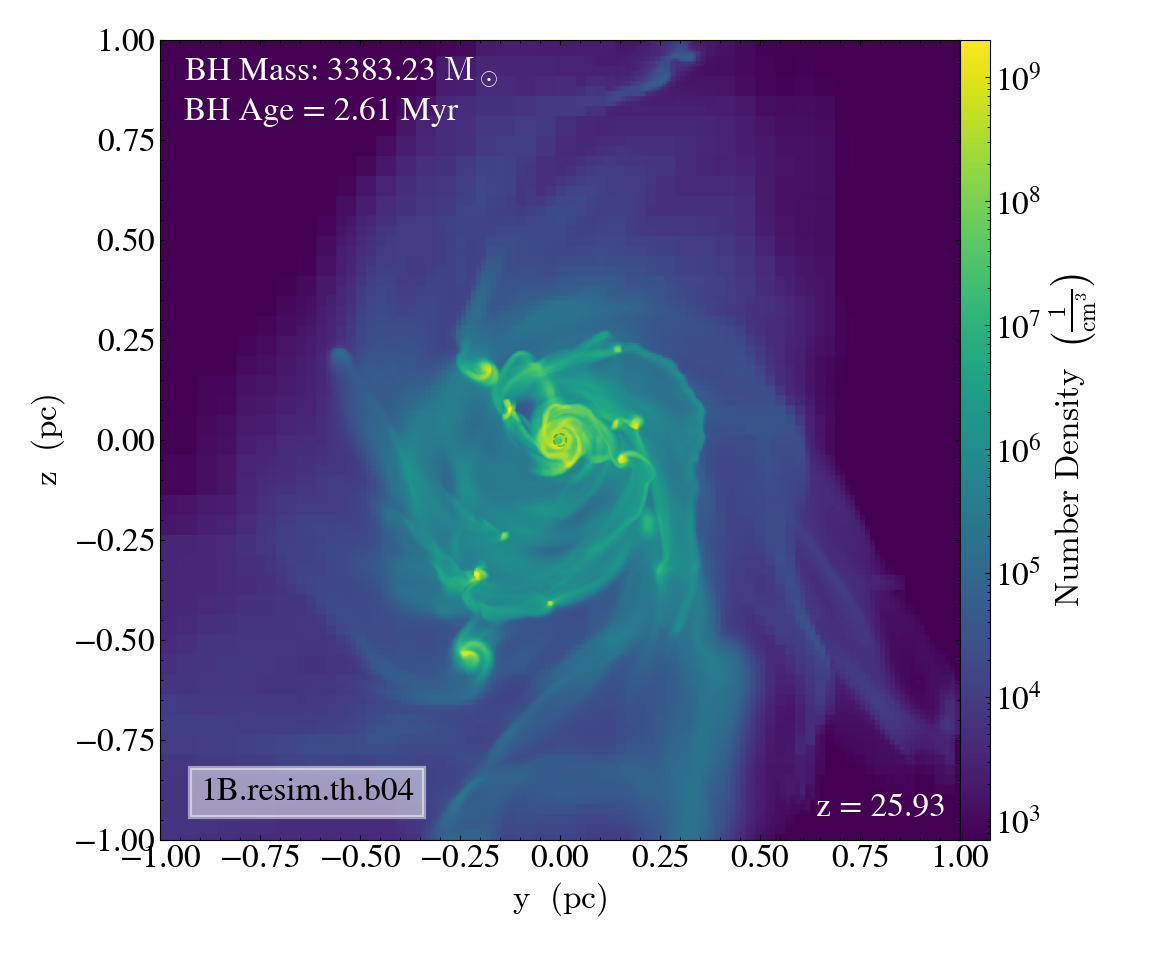 BH Mass: 3383.23 M⊙
BH Age = 2.61 Myr
1.00
0.75
0.50
0.25
0.00
−0.25
−0.50
−0.75
−1.00
z (pc)
1B.resim.th.b04
z = 25.93
−1.00 −0.75 −0.50 −0.25 0.00 0.25 0.50 0.75 1.00
y (pc)
10⁹
10⁸
10⁷
10⁶
10⁵
10⁴
10³
Number Density (1/cm³)